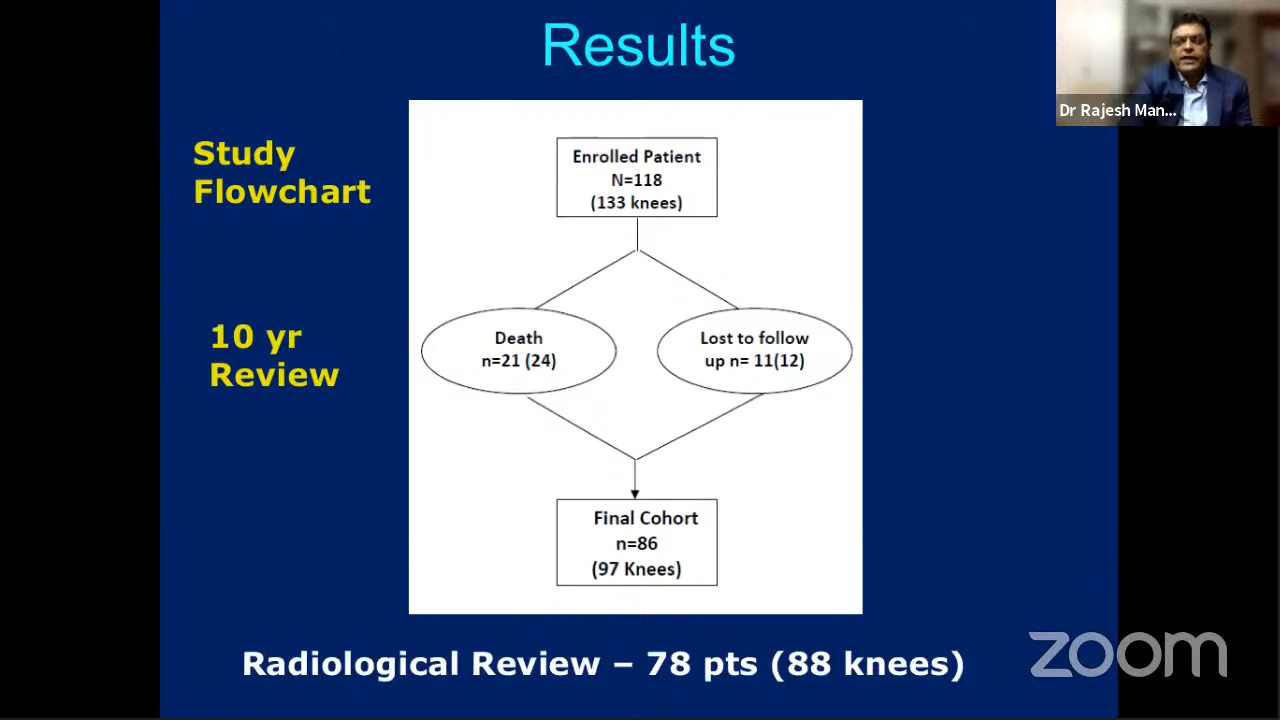 Results
Dr Rajesh Man...
Study
Flowchart
Enrolled Patient
N=118
(133 knees)
10 yr
Review
Death
n=21 (24)
Lost to follow
up n= 11(12)
Final Cohort
n=86
(97 Knees)
Radiological Review – 78 pts (88 knees)
zoom